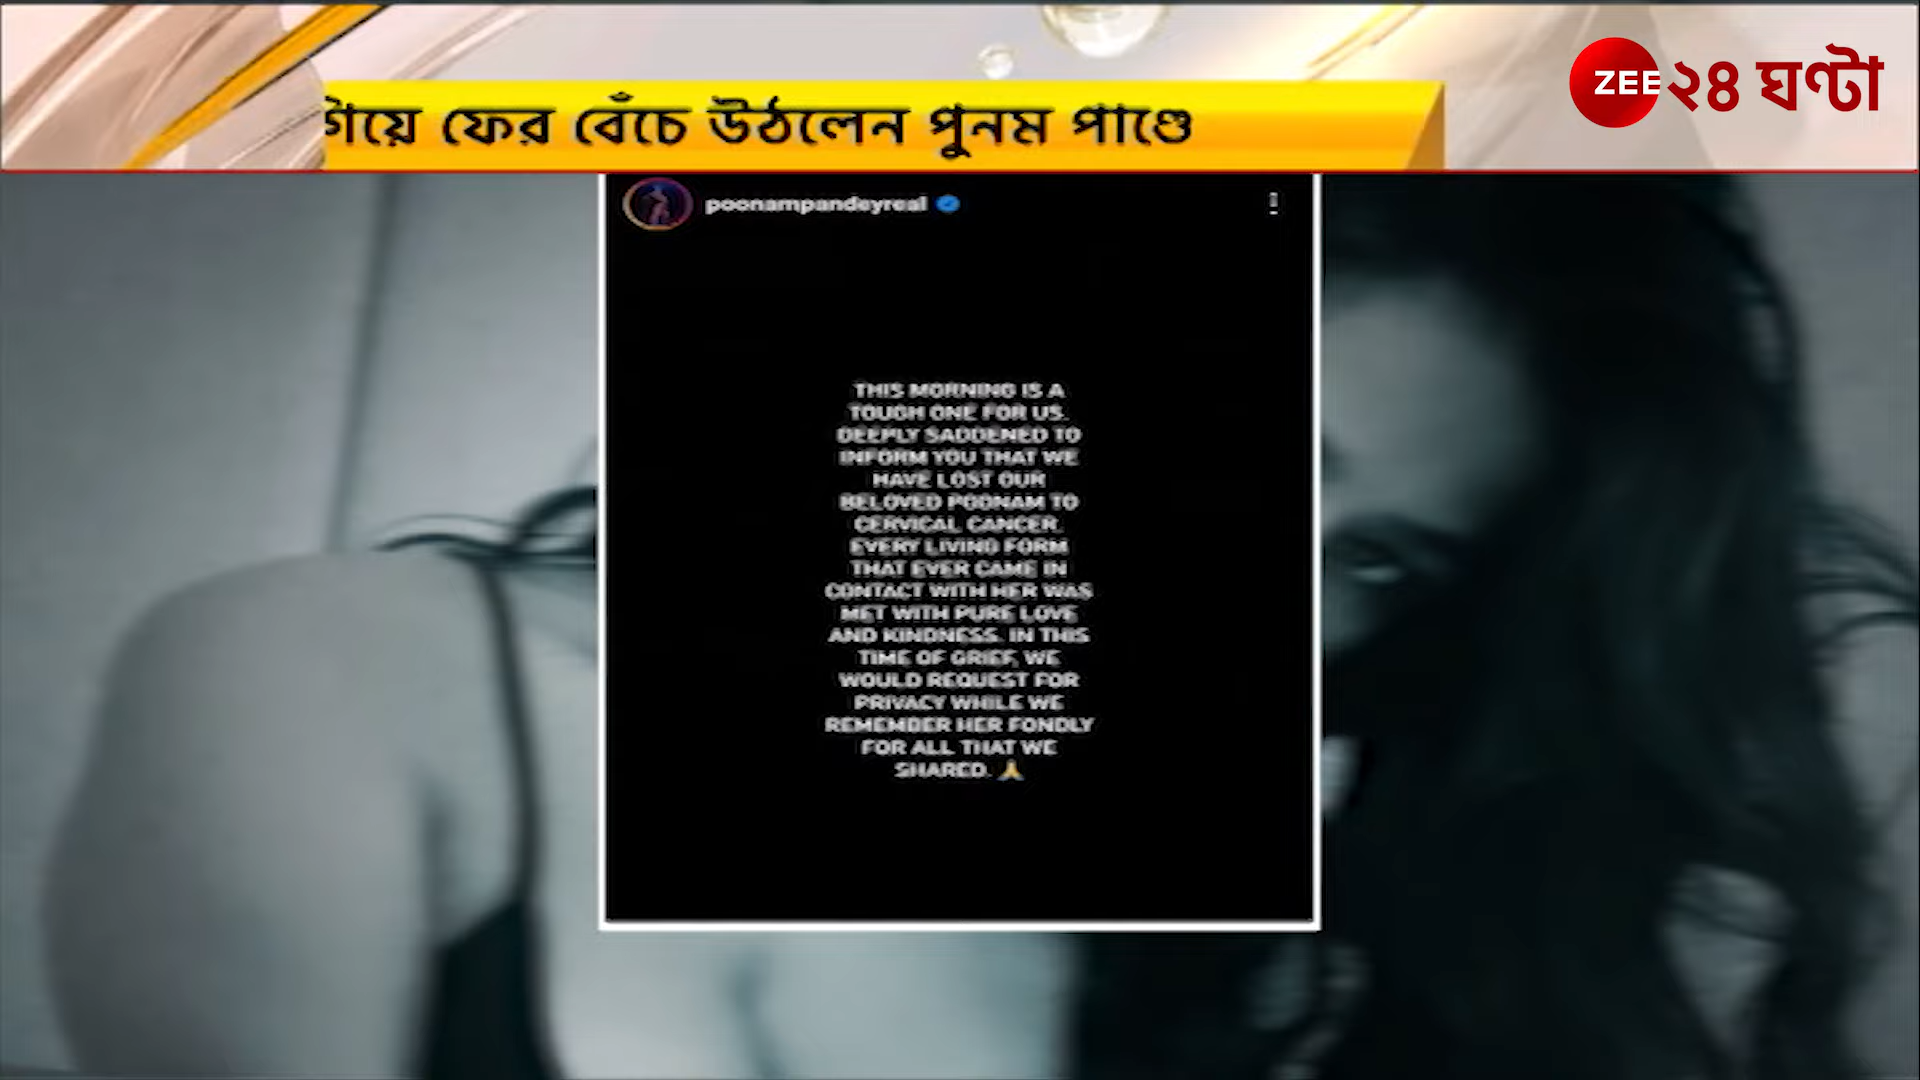 ZEE ২৪ ঘণ্টা
ফের বেঁচে উঠলেন পুনম পাণ্ডে
poonampandeyreal
THIS MORNING IS A
TOUGH ONE FOR US.
DEEPLY SADDENED TO
INFORM YOU THAT WE
HAVE LOST OUR
BELOVED POONAM TO
CERVICAL CANCER.
EVERY LIVING FORM
THAT EVER CAME IN
CONTACT WITH HER WAS
MET WITH PURE LOVE
AND KINDNESS. IN THIS
TIME OF GRIEF, WE
WOULD REQUEST FOR
PRIVACY WHILE WE
REMEMBER HER FONDLY
FOR ALL THAT WE
SHARED. 🙏